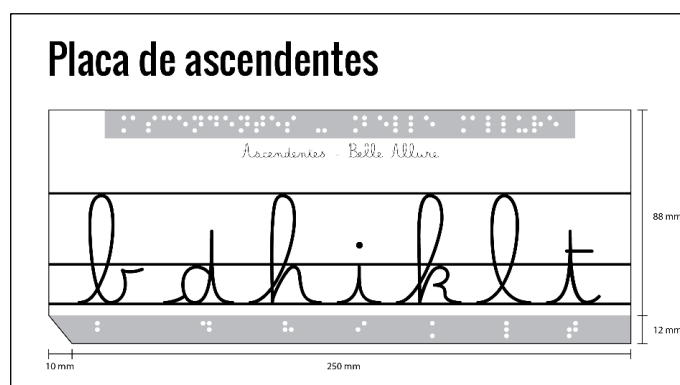 Placa de ascendentes
Ascendentes - Belle Allure
88 mm
b d h i k l t
12 mm
10 mm
250 mm